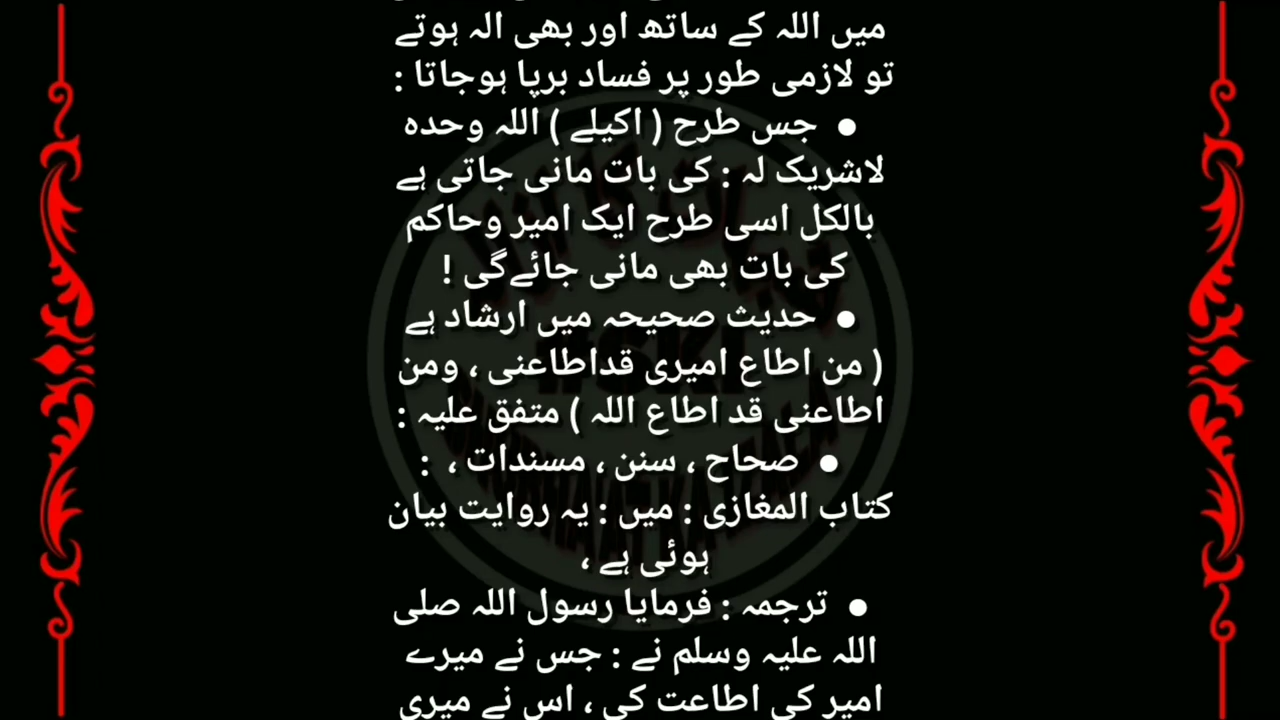 میں اللہ کے ساتھ اور بھی الہ ہوتے
تو لازمی طور پر فساد برپا ہوجاتا :
● جس طرح ( اکیلے ) اللہ وحدہ
لاشریک لہ : کی بات مانی جاتی ہے
بالکل اسی طرح ایک امیر وحاکم
کی بات بھی مانی جائےگی !
● حدیث صحیحہ میں ارشاد ہے
( من اطاع امیری قداطاعنی ، ومن
اطاعنی قد اطاع اللہ ) متفق علیہ :
● صحاح ، سنن ، مسندات ، :
کتاب المغازی : میں : یہ روایت بیان
ہوئی ہے ،
● ترجمہ : فرمایا رسول اللہ صلی
اللہ علیہ وسلم نے : جس نے میرے
امیر کی اطاعت کی ، اس نے میری